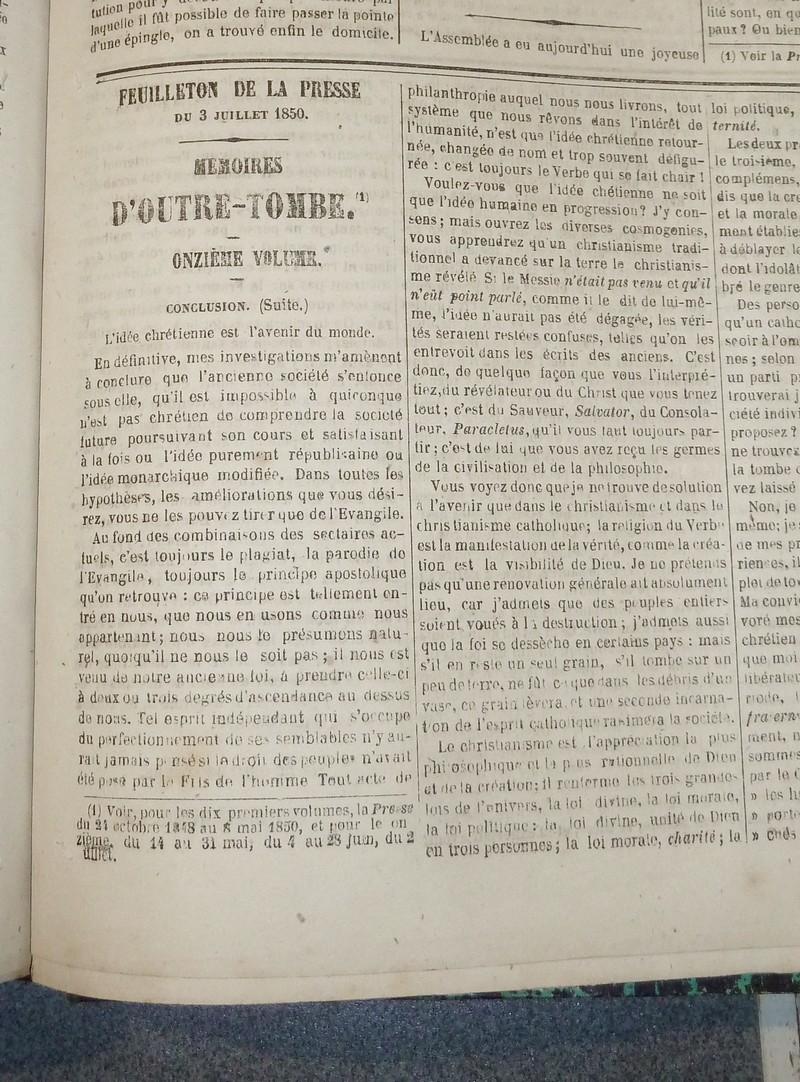 tution pour y
laquelle il fût possible de faire passer la pointe
d'une épingle, on a trouvé enfin le domicile.
L'Assemblée a eu aujourd'hui une joyeuse
lité sont, en
paux ? Ou bien
(1) Voir la Pr
FEUILLETON DE LA PRESSE
DU 3 JUILLET 1850.
MEMOIRES
D'OUTRE-TOMBE.(1)
ONZIÈME VOLUME.
CONCLUSION. (Suite.)
L'idée chrétienne est l'avenir du monde.
En définitive, mes investigations m'amènent
à conclure que l'ancienne société s'enfonce
sous elle, qu'il est impossible à quiconque
n'est pas chrétien de comprendre la société
future poursuivant son cours et satisfaisant
à la fois ou l'idée purement républicaine ou
l'idée monarchique modifiée. Dans toutes les
hypothèses, les améliorations que vous dési-
rez, vous ne les pouvez tirer que de l'Evangile.
Au fond des combinaisons des sectaires ac-
tuels, c'est toujours le plagiat, la parodie de
l'Evangile, toujours le principe apostolique
qu'on retrouve : ce principe est tellement en-
tré en nous, que nous en usons comme nous
appartenant ; nous nous le présumons natu-
rel, quoiqu'il ne nous le soit pas ; il nous est
venu de notre ancienne foi, à prendre celle-ci
à deux ou trois degrés d'ascendance au dessus
de nous. Tel esprit indépendant qui s'occupe
du perfectionnement de ses semblables n'y au-
rait jamais pensé si le droit des peuples n'avait
été posé par le Fils de l'homme Tout acte de
(1) Voir, pour les dix premiers volumes, la Presse
du 21 octobre 1848 au 8 mai 1850, et pour le on
zième, du 14 au 31 mai, du 4 au 28 juin, du 2
juillet.
philanthropie auquel nous nous livrons, tout
système que nous rêvons dans l'intérêt de
l'humanité, n'est que l'idée chrétienne retour-
née, changée de nom et trop souvent défigu-
rée : c'est toujours le Verbe qui se fait chair !
Voulez-vous que l'idée chétienne ne soit
que l'idée humaine en progression ? J'y con-
sens ; mais ouvrez les diverses cosmogonies,
vous apprendrez qu'un christianisme tradi-
tionnel a devancé sur la terre le christianis-
me révélé Si le Messie n'était pas venu et qu'il
n'eût point parlé, comme il le dit de lui-mê-
me, l'idée n'aurait pas été dégagée, les véri-
tés seraient restées confuses, telles qu'on les
entrevoit dans les écrits des anciens. C'est
donc, de quelque façon que vous l'interpré-
tiez, du révélateur ou du Christ que vous tenez
tout ; c'est du Sauveur, Salvator, du Consola-
teur, Paracletus, qu'il vous faut toujours par-
tir ; c'est de lui que vous avez reçu les germes
de la civilisation et de la philosophie.
Vous voyez donc que je ne trouve de solution
à l'avenir que dans le christianisme et dans le
christianisme catholique ; la religion du Verbe
est la manifestation de la vérité, comme la créa-
tion est la visibilité de Dieu. Je ne prétends
pas qu'une renovation générale ait absolument
lieu, car j'admets que des peuples entiers
soient voués à la destruction ; j'admets aussi
que la foi se dessèche en certains pays : mais
s'il en reste un seul grain, s'il tombe sur un
peu de terre, ne fût ce que dans les débris d'un
vase, ce grain lèvera, et une seconde incarna-
tion de l'esprit catholique ranimera la société.
Le christianisme est l'appréciation la plus
philosophique et la plus rationnelle de Dieu
et de la création ; il renferme les trois grandes
lois de l'univers, la loi divine, la loi morale,
la loi politique : la loi divine, unité de Dieu
en trois personnes ; la loi morale, charité ; la
loi politique,
ternité.
Les deux pr
le troisième,
complémens,
dis que la cré
et la morale
ment établie
à déblayer l
dont l'idolât
bré le genre
Des perso
qu'un catho
seoir à l'om
nes ; selon
un parti p
trouverai j
ciété indivi
proposez ?
ne trouvez
la tombe
vez laissé
Non, je
même ; je
de mes pr
riences, il
plei de to
Ma convi
voré mes
chrétien
que moi
libérateu
riode,
fratern
ment, n
sommes
par le
» les h
» porte
» cués